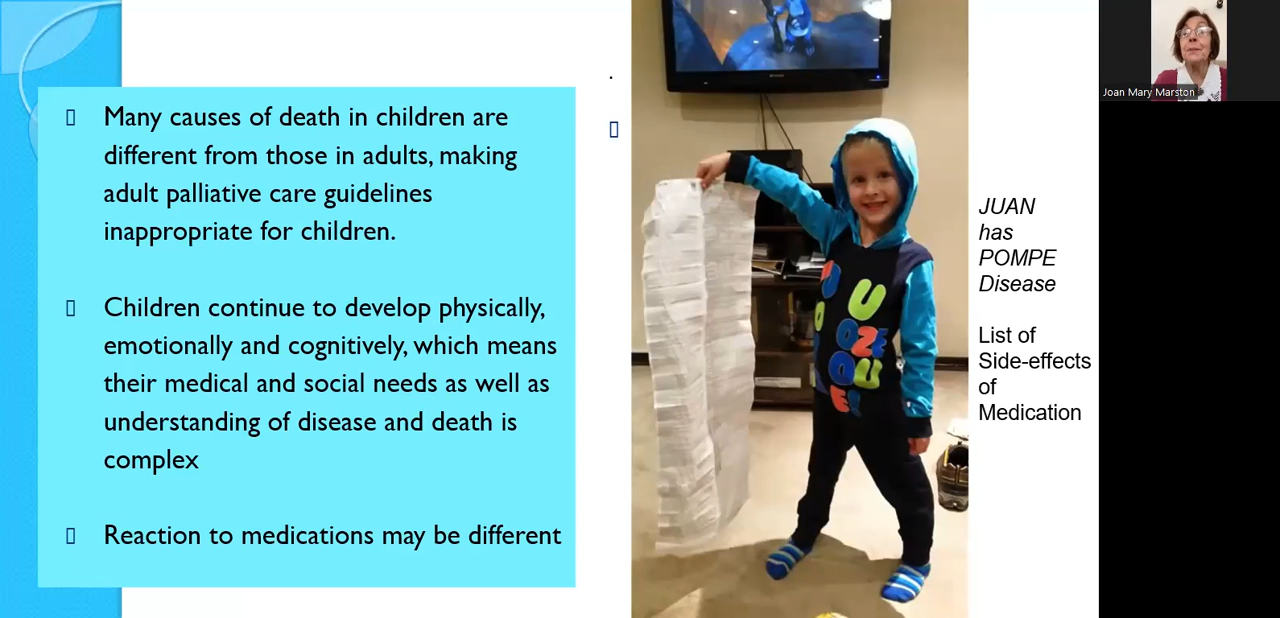 Many causes of death in children are
different from those in adults, making
adult palliative care guidelines
inappropriate for children.
Children continue to develop physically,
emotionally and cognitively, which means
their medical and social needs as well as
understanding of disease and death is
complex
Reaction to medications may be different
.
JUAN
has
POMPE
Disease
List of
Side-effects
of
Medication
Joan Mary Marston